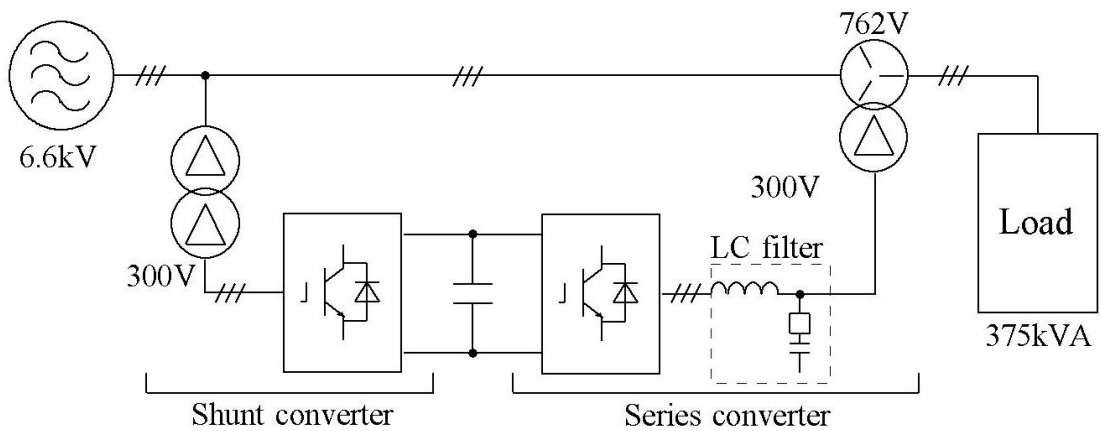 762V
6.6kV
300V
300V
LC filter
Load
375kVA
Shunt converter
Series converter